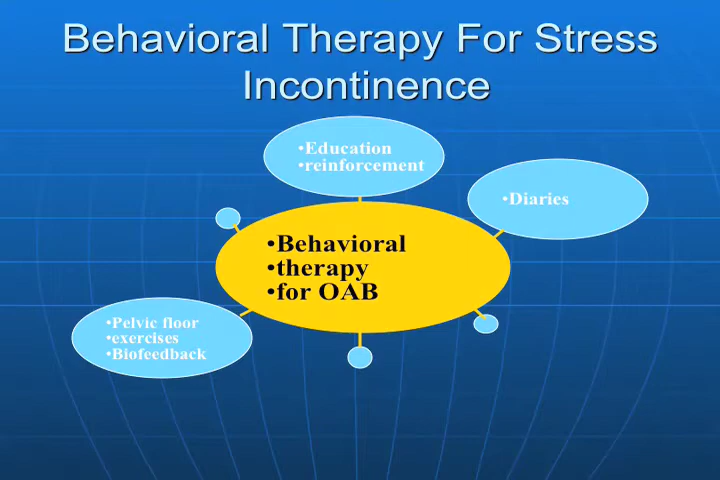 Behavioral Therapy For Stress
Incontinence
•Education
•reinforcement
•Diaries
•Behavioral
•therapy
•for OAB
•Pelvic floor
•exercises
•Biofeedback